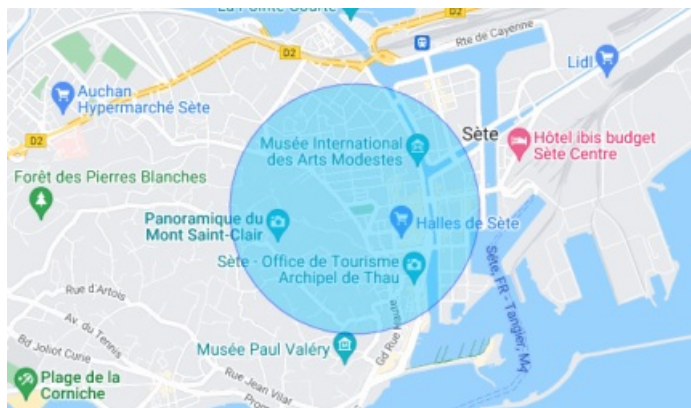 La Pointe Courte
D2
Rte de Cayenne
D2
Lidl
Auchan
Hypermarché Sète
Sète
Musée International
des Arts Modestes
Hôtel ibis budget
Sète Centre
D2
Forêt des Pierres Blanches
Panoramique du
Mont Saint-Clair
Halles de Sète
Sète - Office de Tourisme
Archipel de Thau
Sète, FR - Tangier, M
Rue d'Artois
Av. du Tennis
Gd Rue H
Bd Joliot Curie
Musée Paul Valéry
Plage de la
Corniche
Rue Jean Vilar
Pro